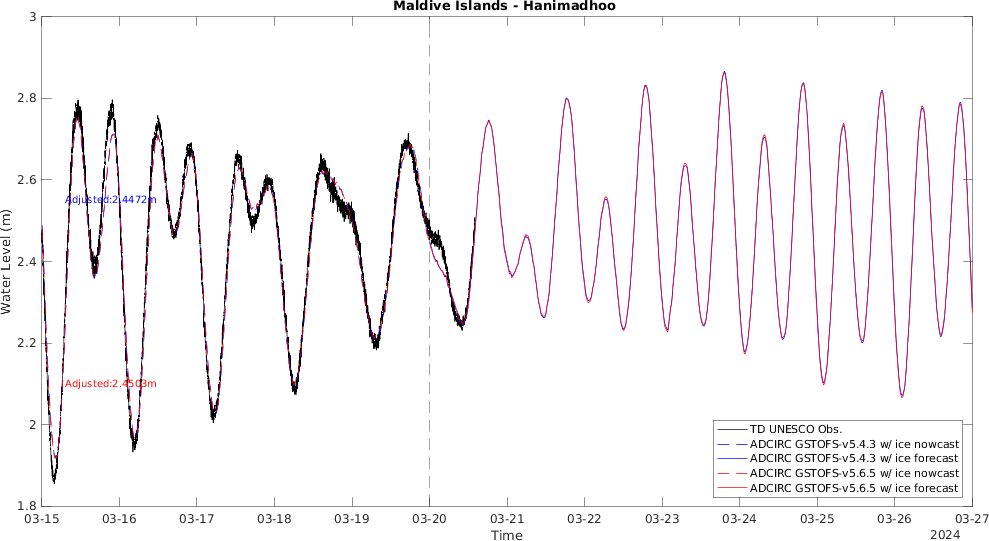 Maldive Islands - Hanimadhoo
Water Level (m)
3
2.8
2.6
2.4
2.2
2
1.8
Adjusted:2.4472m
Adjusted:2.4503m
TD UNESCO Obs.
ADCIRC GSTOFS-v5.4.3 w/ ice nowcast
ADCIRC GSTOFS-v5.4.3 w/ ice forecast
ADCIRC GSTOFS-v5.6.5 w/ ice nowcast
ADCIRC GSTOFS-v5.6.5 w/ ice forecast
03-15 03-16 03-17 03-18 03-19 03-20 03-21 03-22 03-23 03-24 03-25 03-26 03-27
Time
2024